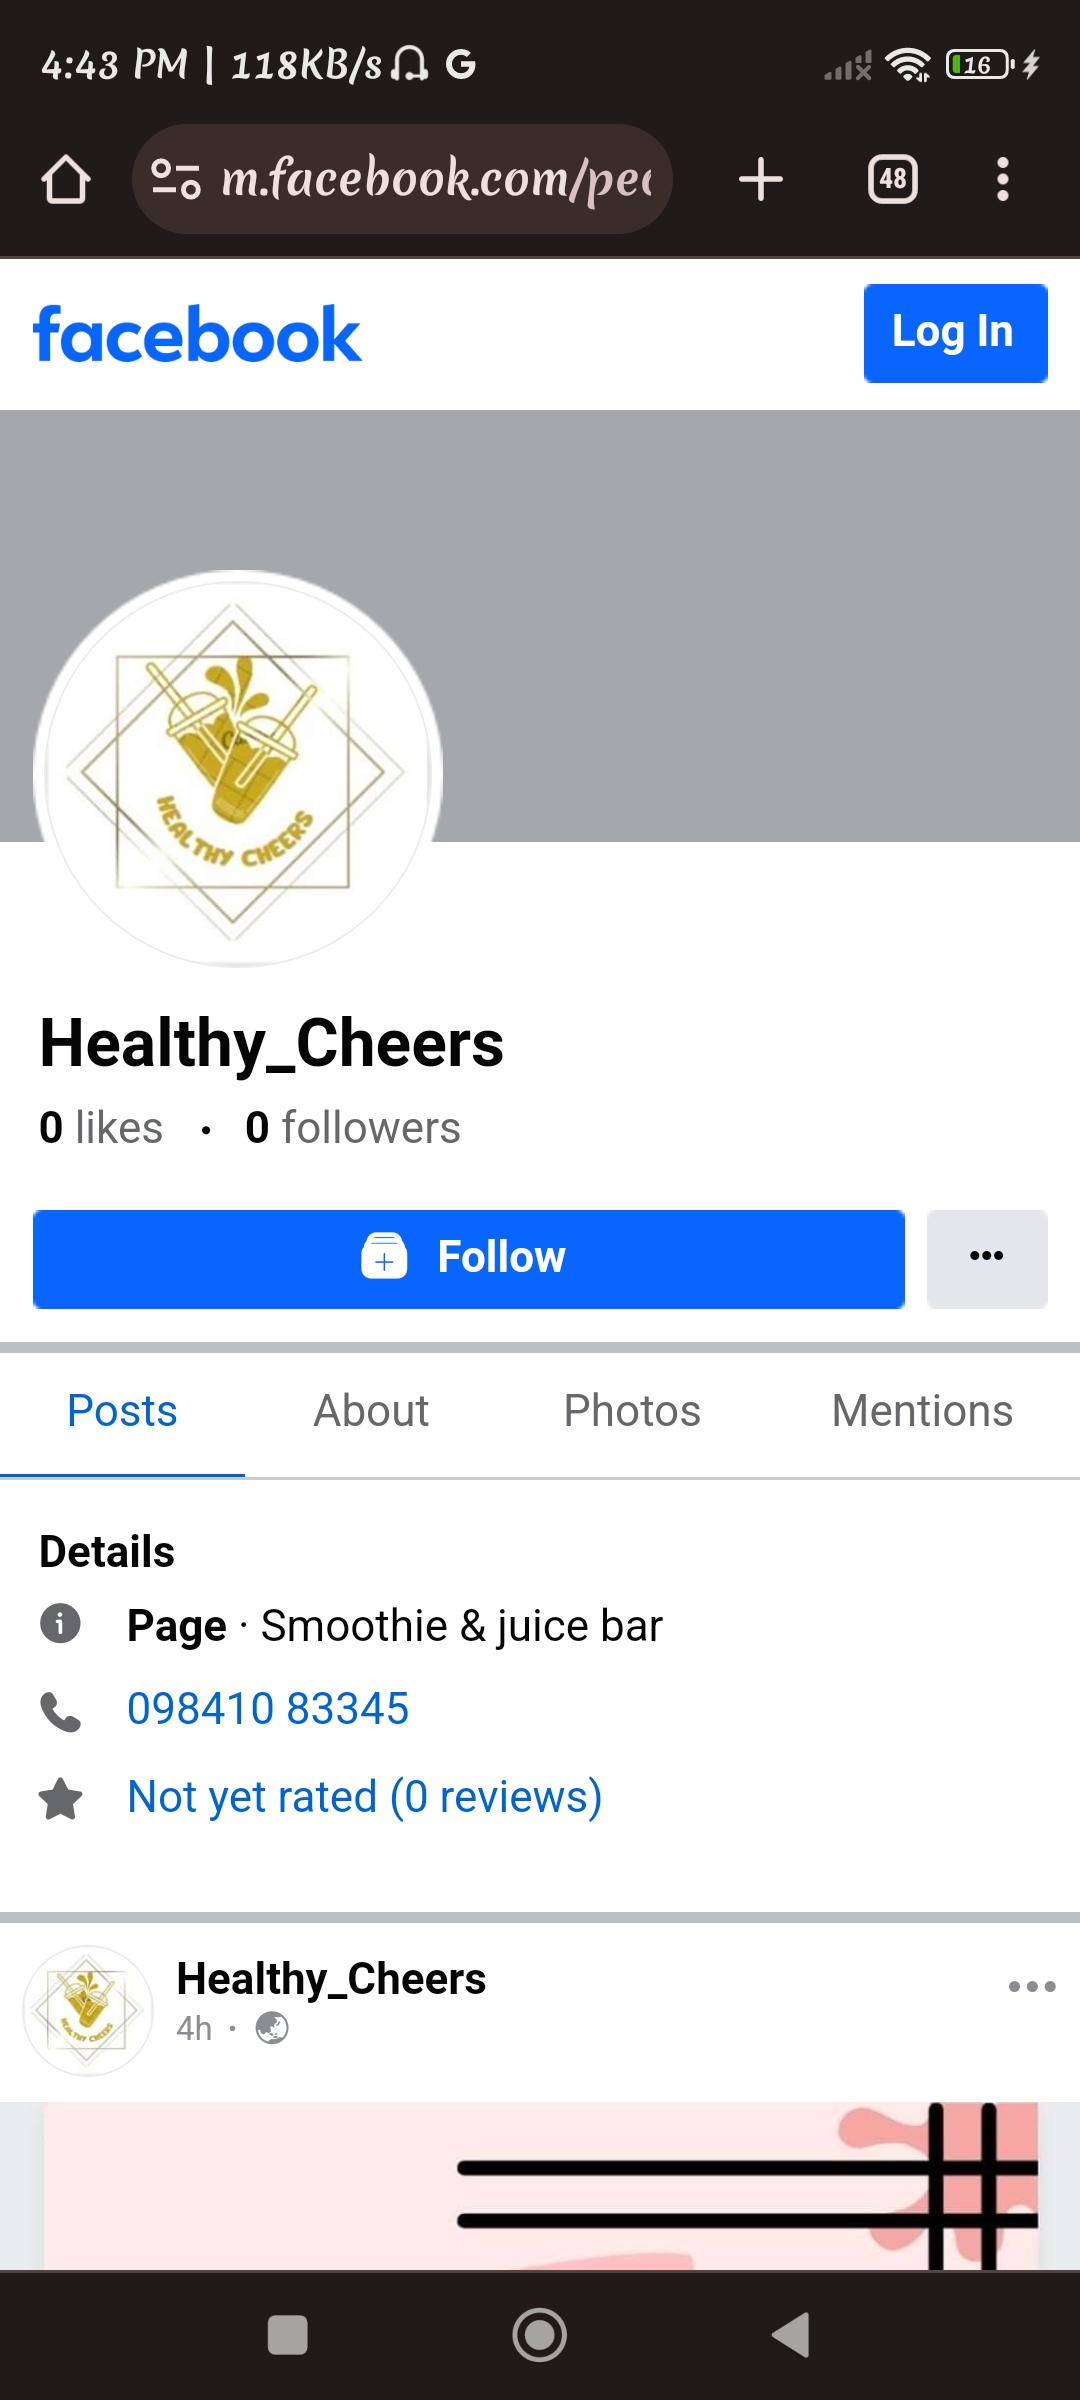 4:43 PM | 118KB/s G
16
m.facebook.com/pe
48
facebook
Log In
HEALTHY CHEERS
Healthy_Cheers
0 likes · 0 followers
Follow
Posts About Photos Mentions
Details
Page · Smoothie & juice bar
098410 83345
Not yet rated (0 reviews)
HEALTHY CHEERS
Healthy_Cheers
4h ·